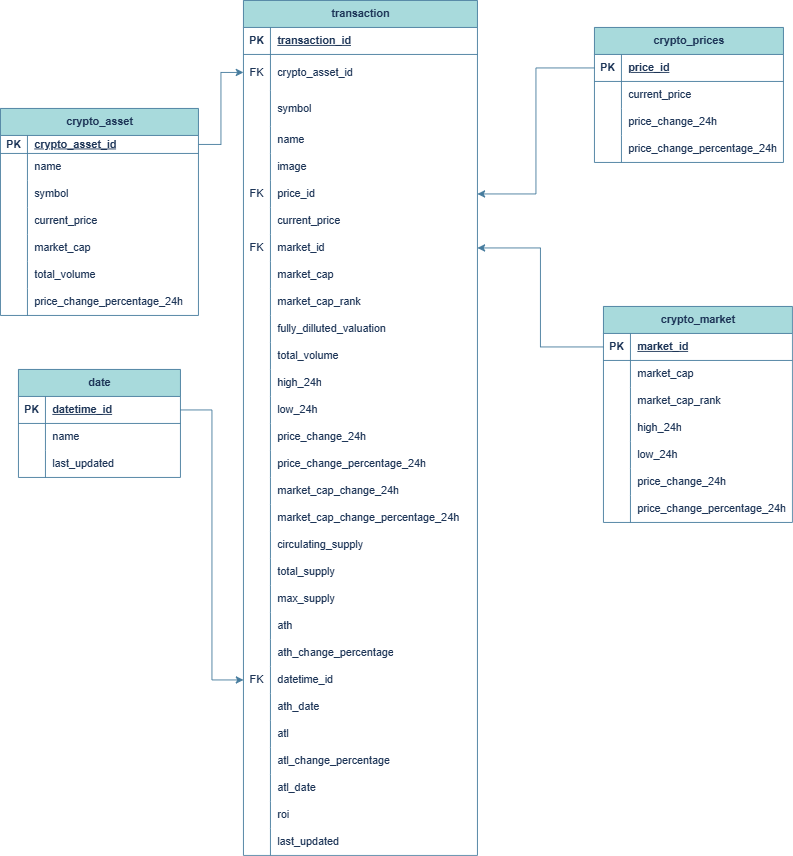 transaction
PK transaction_id
FK crypto_asset_id
symbol
name
image
FK price_id
current_price
FK market_id
market_cap
market_cap_rank
fully_dilluted_valuation
total_volume
high_24h
low_24h
price_change_24h
price_change_percentage_24h
market_cap_change_24h
market_cap_change_percentage_24h
circulating_supply
total_supply
max_supply
ath
ath_change_percentage
FK datetime_id
ath_date
atl
atl_change_percentage
atl_date
roi
last_updated
crypto_asset
PK crypto_asset_id
name
symbol
current_price
market_cap
total_volume
price_change_percentage_24h
date
PK datetime_id
name
last_updated
crypto_prices
PK price_id
current_price
price_change_24h
price_change_percentage_24h
crypto_market
PK market_id
market_cap
market_cap_rank
high_24h
low_24h
price_change_24h
price_change_percentage_24h